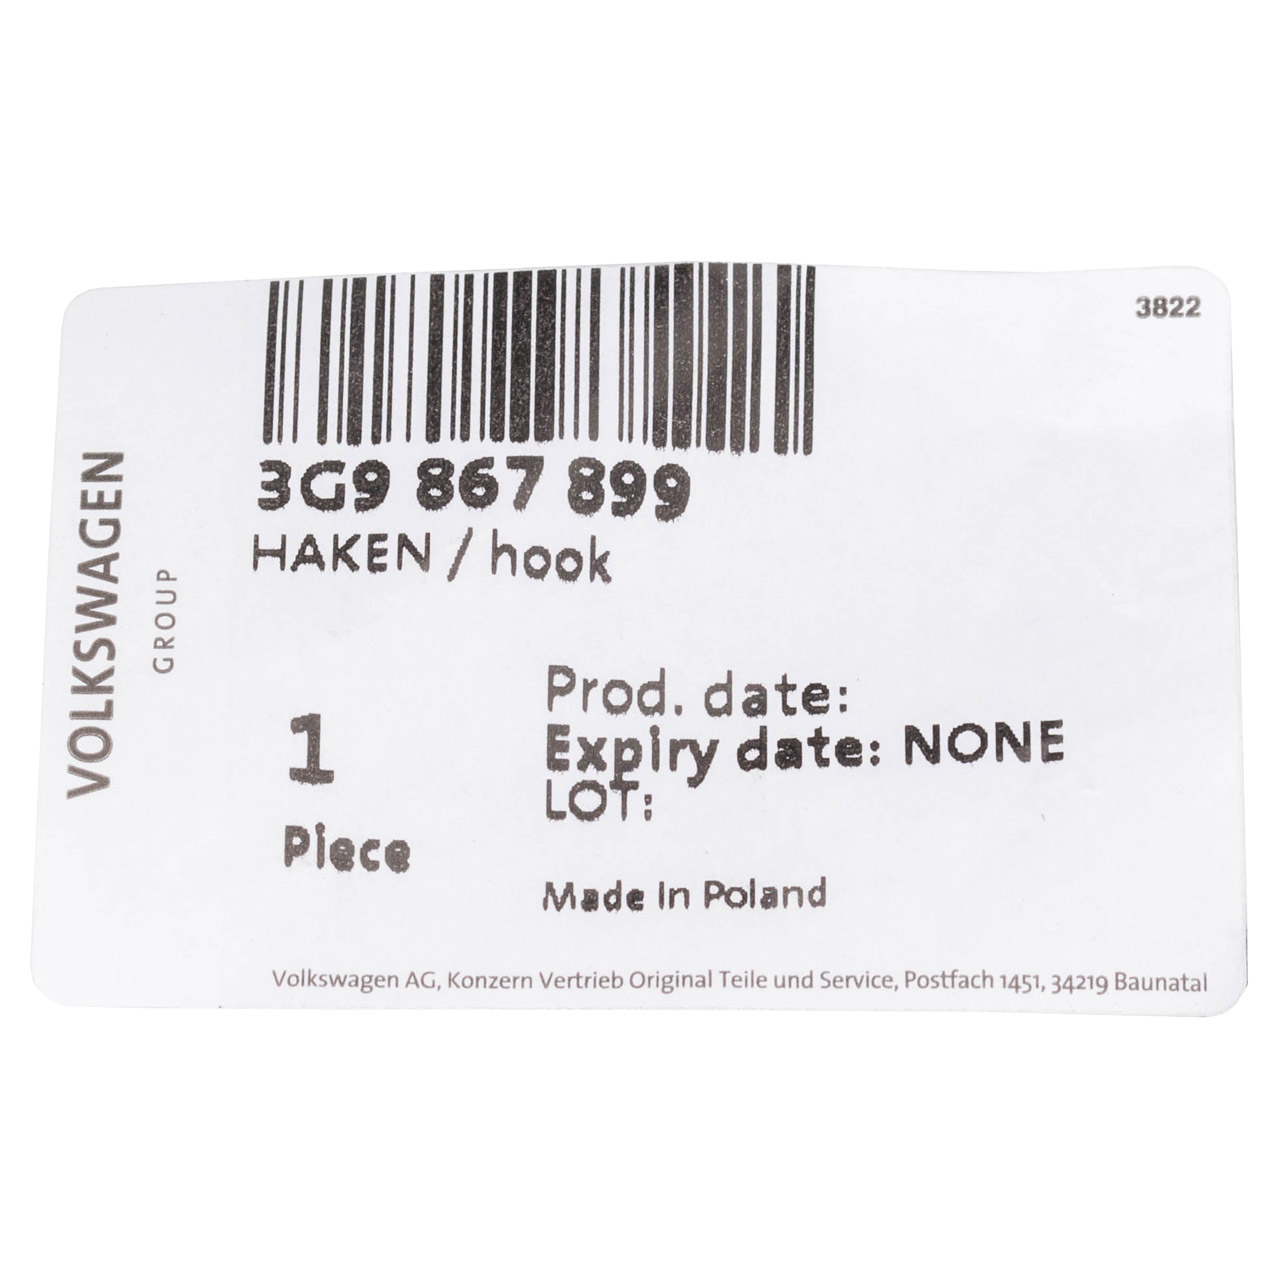 3822
3G9 867 899
HAKEN / hook
VOLKSWAGEN
GROUP
1
Piece
Prod. date:
Expiry date: NONE
LOT:
Made In Poland
Volkswagen AG, Konzern Vertrieb Original Teile und Service, Postfach 1451, 34219 Baunatal